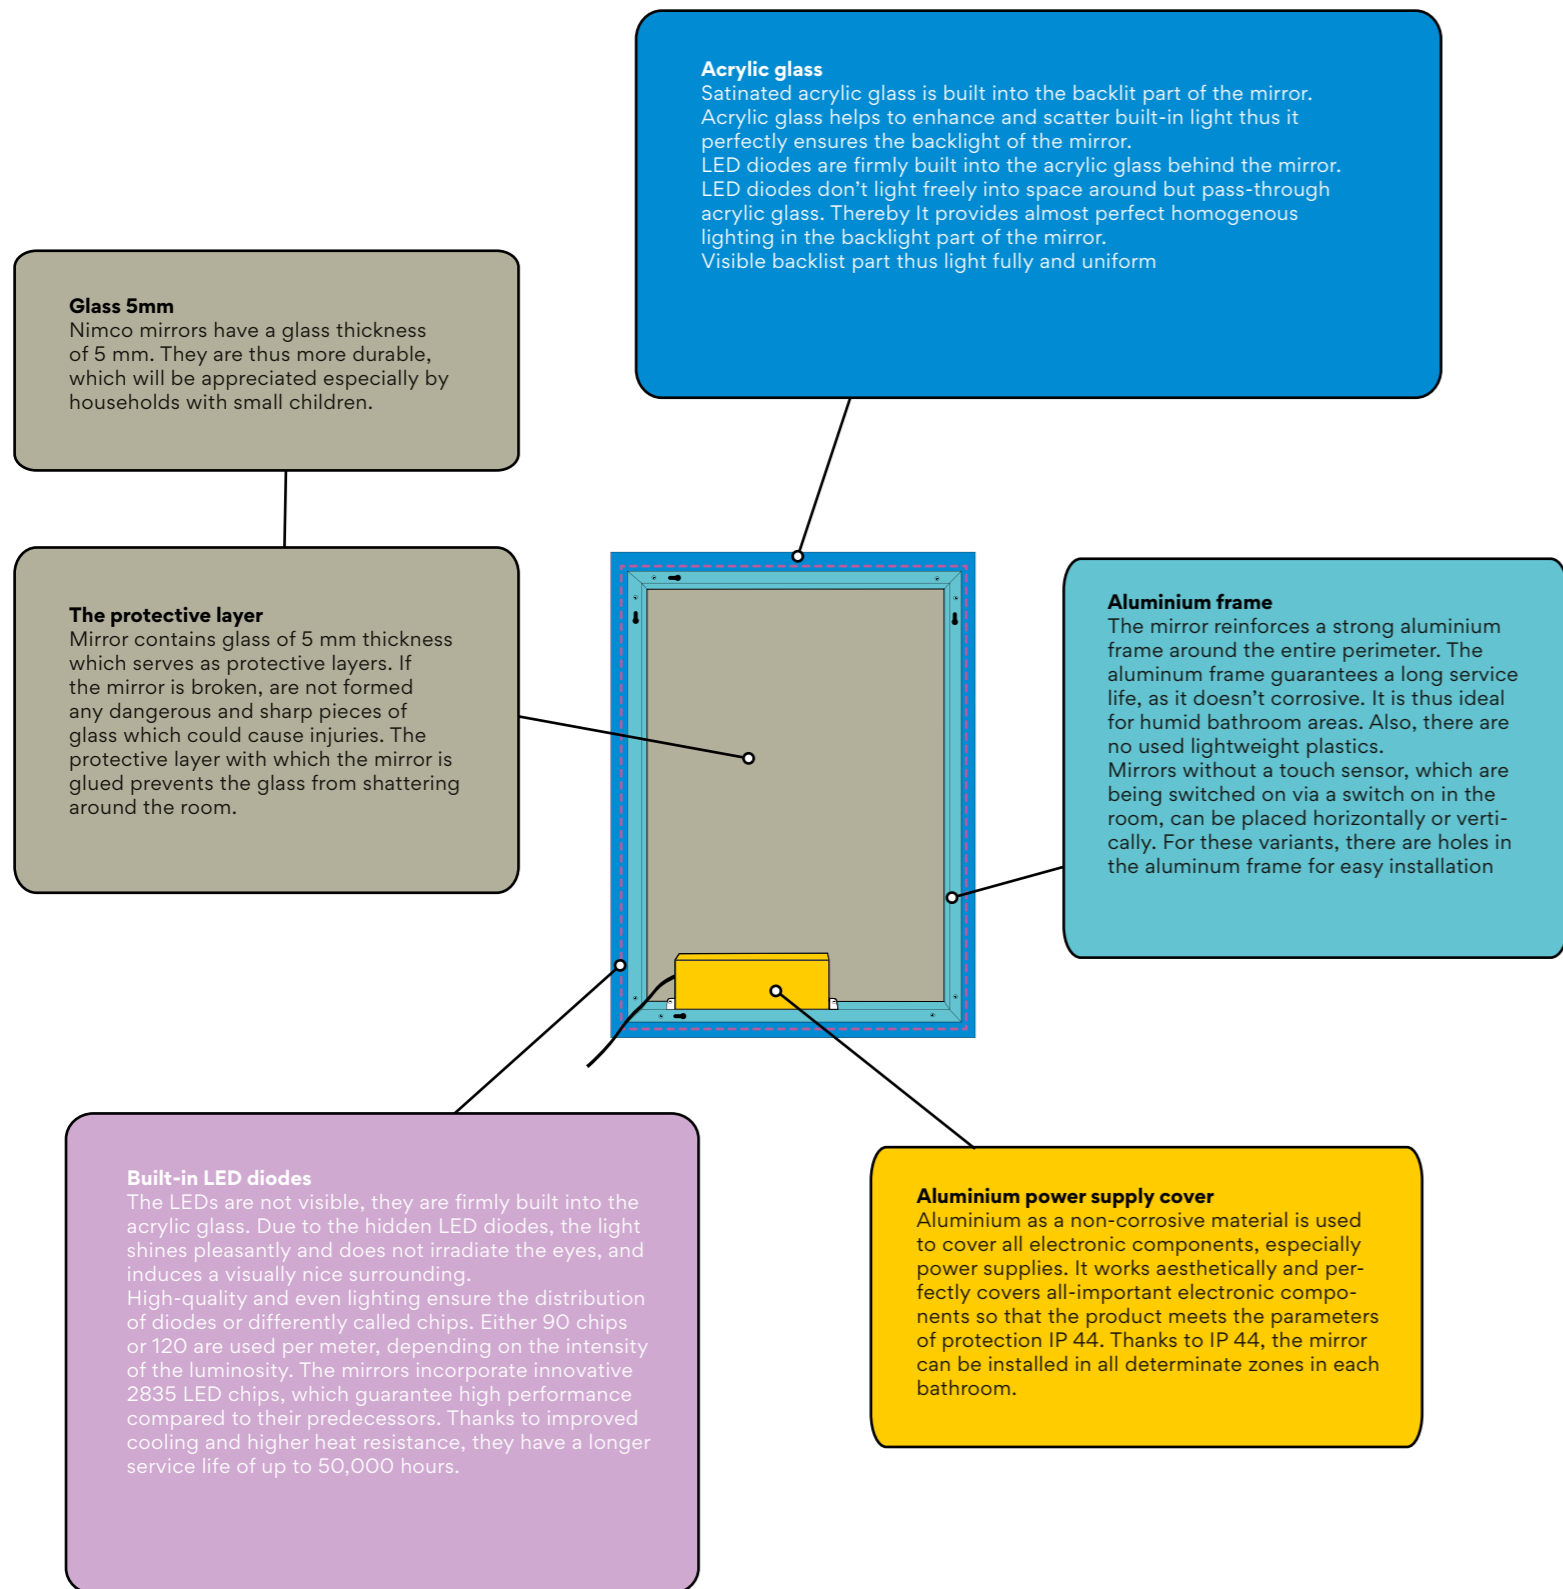 Acrylic glass
Satinated acrylic glass is built into the backlit part of the mirror.
Acrylic glass helps to enhance and scatter built-in light thus it
perfectly ensures the backlight of the mirror.
LED diodes are firmly built into the acrylic glass behind the mirror.
LED diodes don't light freely into space around but pass-through
acrylic glass. Thereby It provides almost perfect homogenous
lighting in the backlight part of the mirror.
Visible backlist part thus light fully and uniform
Glass 5mm
Nimco mirrors have a glass thickness
of 5 mm. They are thus more durable,
which will be appreciated especially by
households with small children.
The protective layer
Mirror contains glass of 5 mm thickness
which serves as protective layers. If
the mirror is broken, are not formed
any dangerous and sharp pieces of
glass which could cause injuries. The
protective layer with which the mirror is
glued prevents the glass from shattering
around the room.
Aluminium frame
The mirror reinforces a strong aluminium
frame around the entire perimeter. The
aluminum frame guarantees a long service
life, as it doesn't corrosive. It is thus ideal
for humid bathroom areas. Also, there are
no used lightweight plastics.
Mirrors without a touch sensor, which are
being switched on via a switch on in the
room, can be placed horizontally or verti-
cally. For these variants, there are holes in
the aluminum frame for easy installation
Built-in LED diodes
The LEDs are not visible, they are firmly built into the
acrylic glass. Due to the hidden LED diodes, the light
shines pleasantly and does not irradiate the eyes, and
induces a visually nice surrounding.
High-quality and even lighting ensure the distribution
of diodes or differently called chips. Either 90 chips
or 120 are used per meter, depending on the intensity
of the luminosity. The mirrors incorporate innovative
2835 LED chips, which guarantee high performance
compared to their predecessors. Thanks to improved
cooling and higher heat resistance, they have a longer
service life of up to 50,000 hours.
Aluminium power supply cover
Aluminium as a non-corrosive material is used
to cover all electronic components, especially
power supplies. It works aesthetically and per-
fectly covers all-important electronic compo-
nents so that the product meets the parameters
of protection IP 44. Thanks to IP 44, the mirror
can be installed in all determinate zones in each
bathroom.